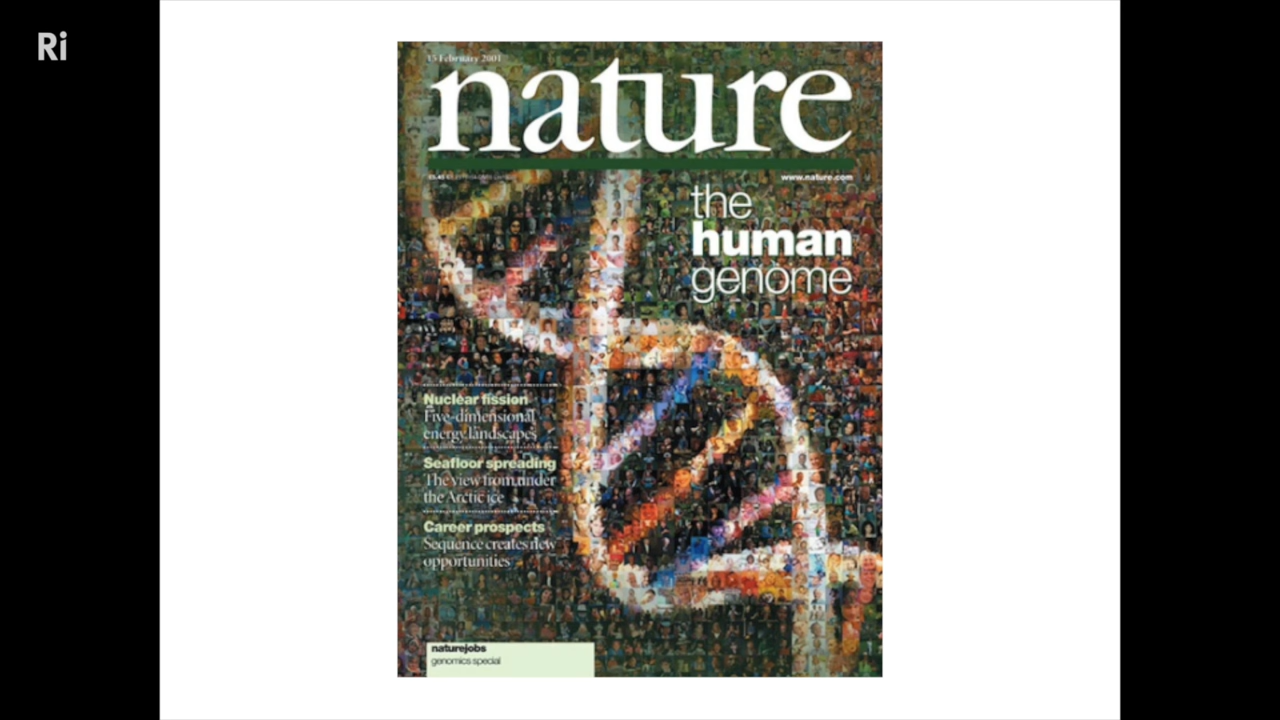 Ri
15 February 2001
nature
www.nature.com
the
human
genome
Nuclear fission
Five-dimensional
energy landscapes
Seafloor spreading
The view from under
the Arctic ice
Career prospects
Sequence creates new
opportunities
naturejobs
genomics special